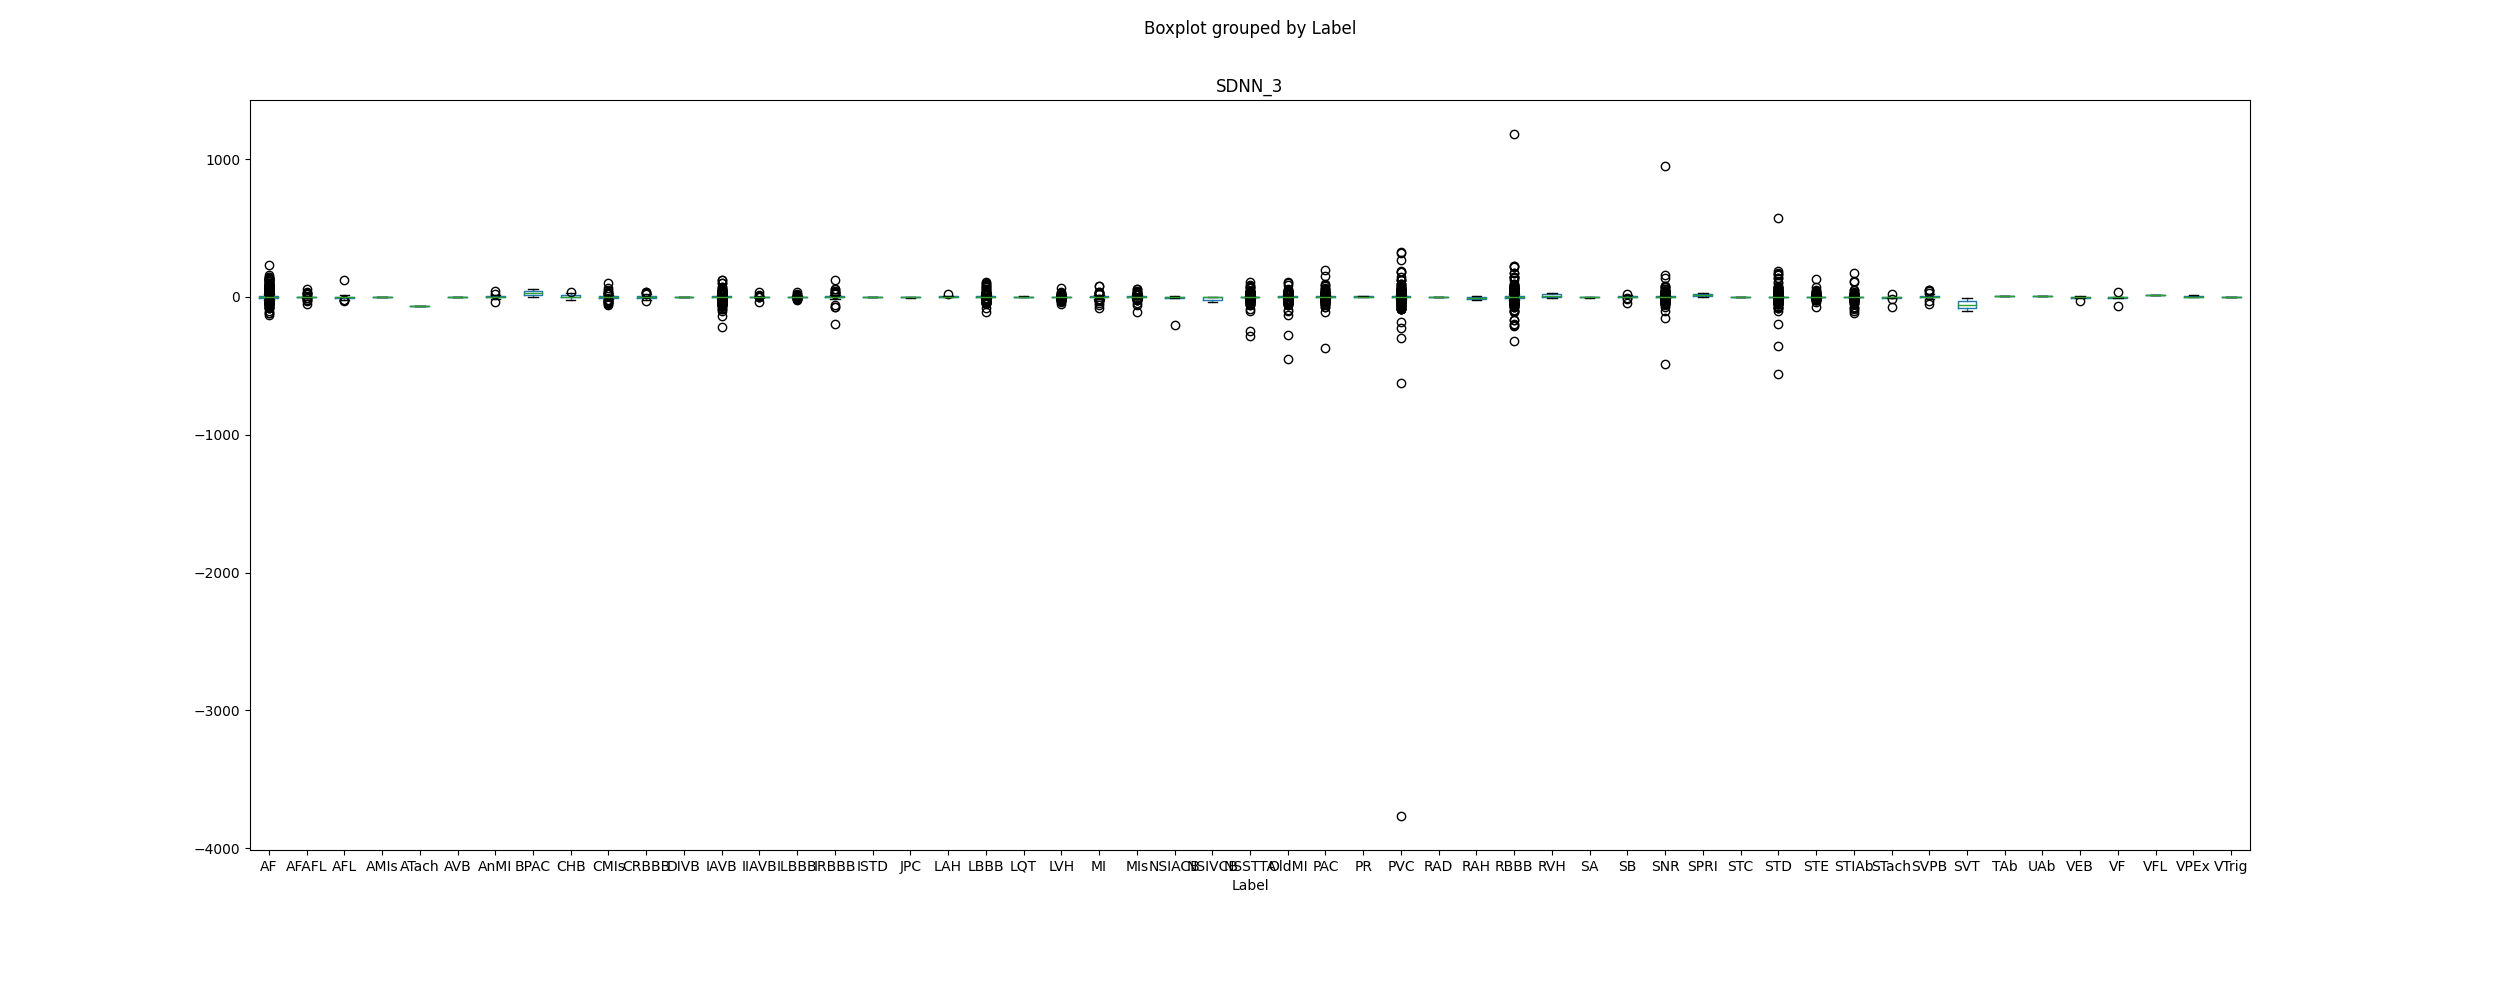 Boxplot grouped by Label
SDNN_3
1000
0
−1000
−2000
−3000
−4000
AF AFAFL AFL AMIs ATach AVB AnMI BPAC CHB CMIs CRBBB DIVB IAVB IIAVB ILBBB IRBBB ISTD JPC LAH LBBB LQT LVH MI MIs NSIACB NSIVCB NSSTTA OldMI PAC PR PVC RAD RAH RBBB RVH SA SB SNR SPRI STC STD STE STIAb STach SVPB SVT TAb UAb VEB VF VFL VPEx VTrig
Label